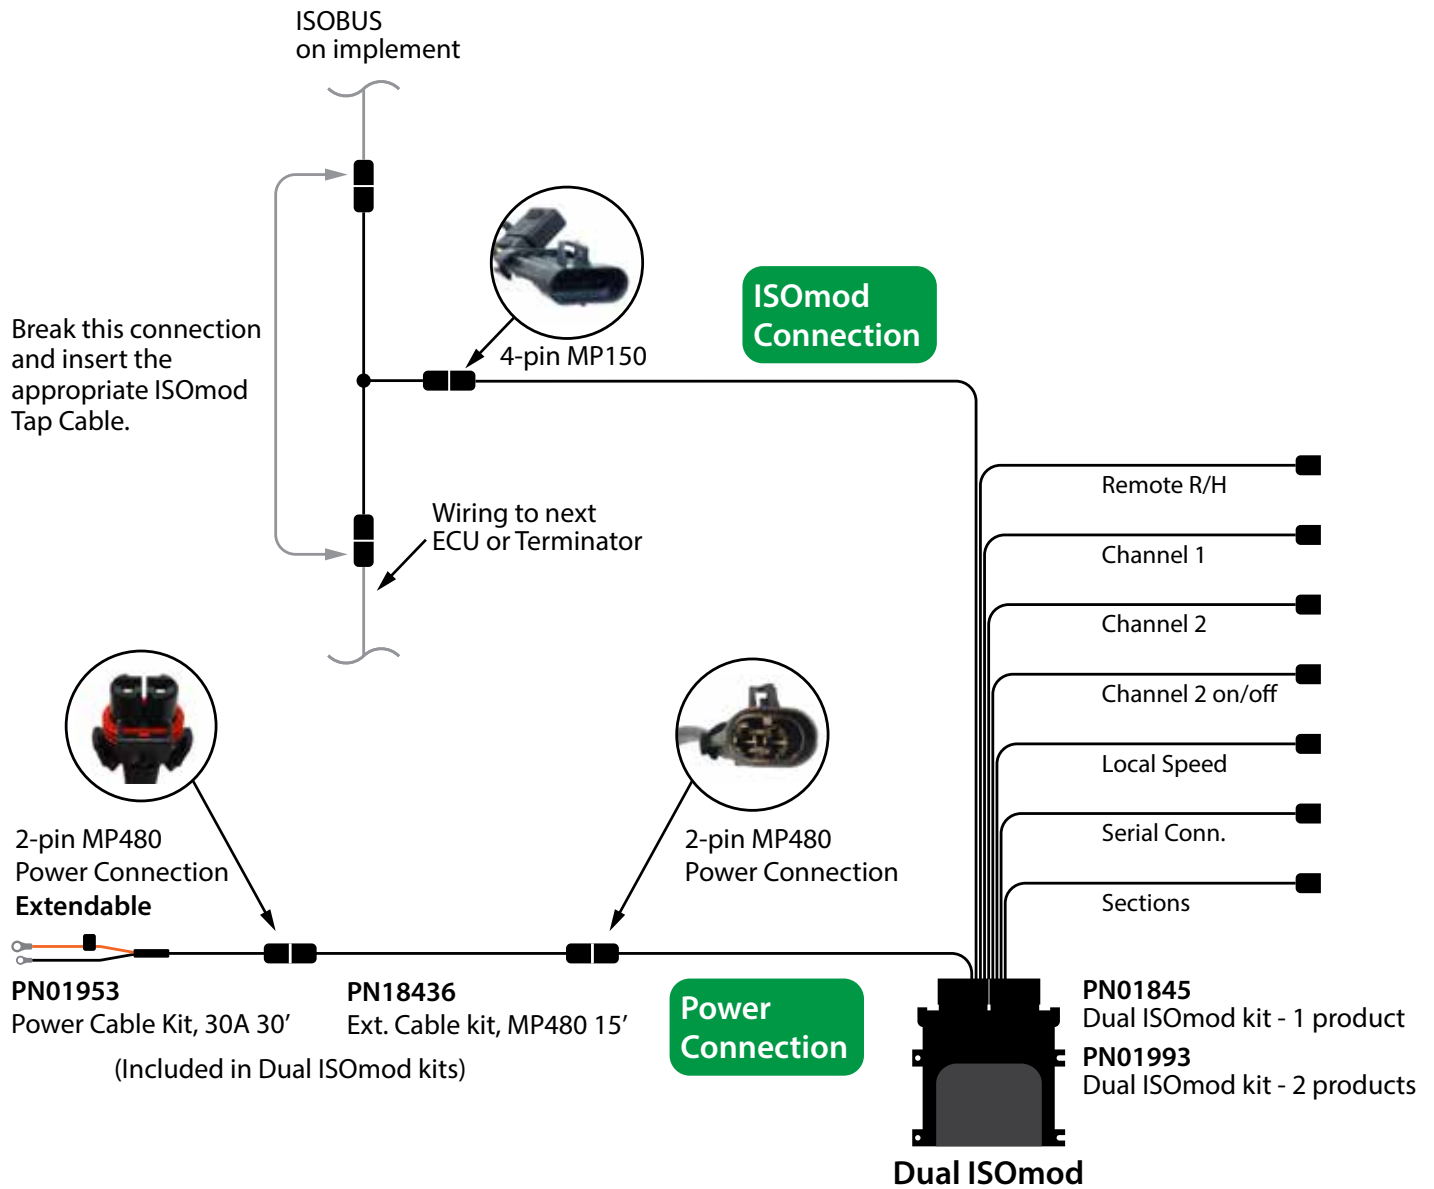 ISOBUS
on implement
4-pin MP150
ISOmod
Connection
Break this connection
and insert the
appropriate ISOmod
Tap Cable.
Wiring to next
ECU or Terminator
Remote R/H
Channel 1
Channel 2
Channel 2 on/off
Local Speed
Serial Conn.
Sections
2-pin MP480
Power Connection
Extendable
2-pin MP480
Power Connection
PN01953
Power Cable Kit, 30A 30’
PN18436
Ext. Cable kit, MP480 15’
(Included in Dual ISOmod kits)
Power
Connection
PN01845
Dual ISOmod kit - 1 product
PN01993
Dual ISOmod kit - 2 products
Dual ISOmod